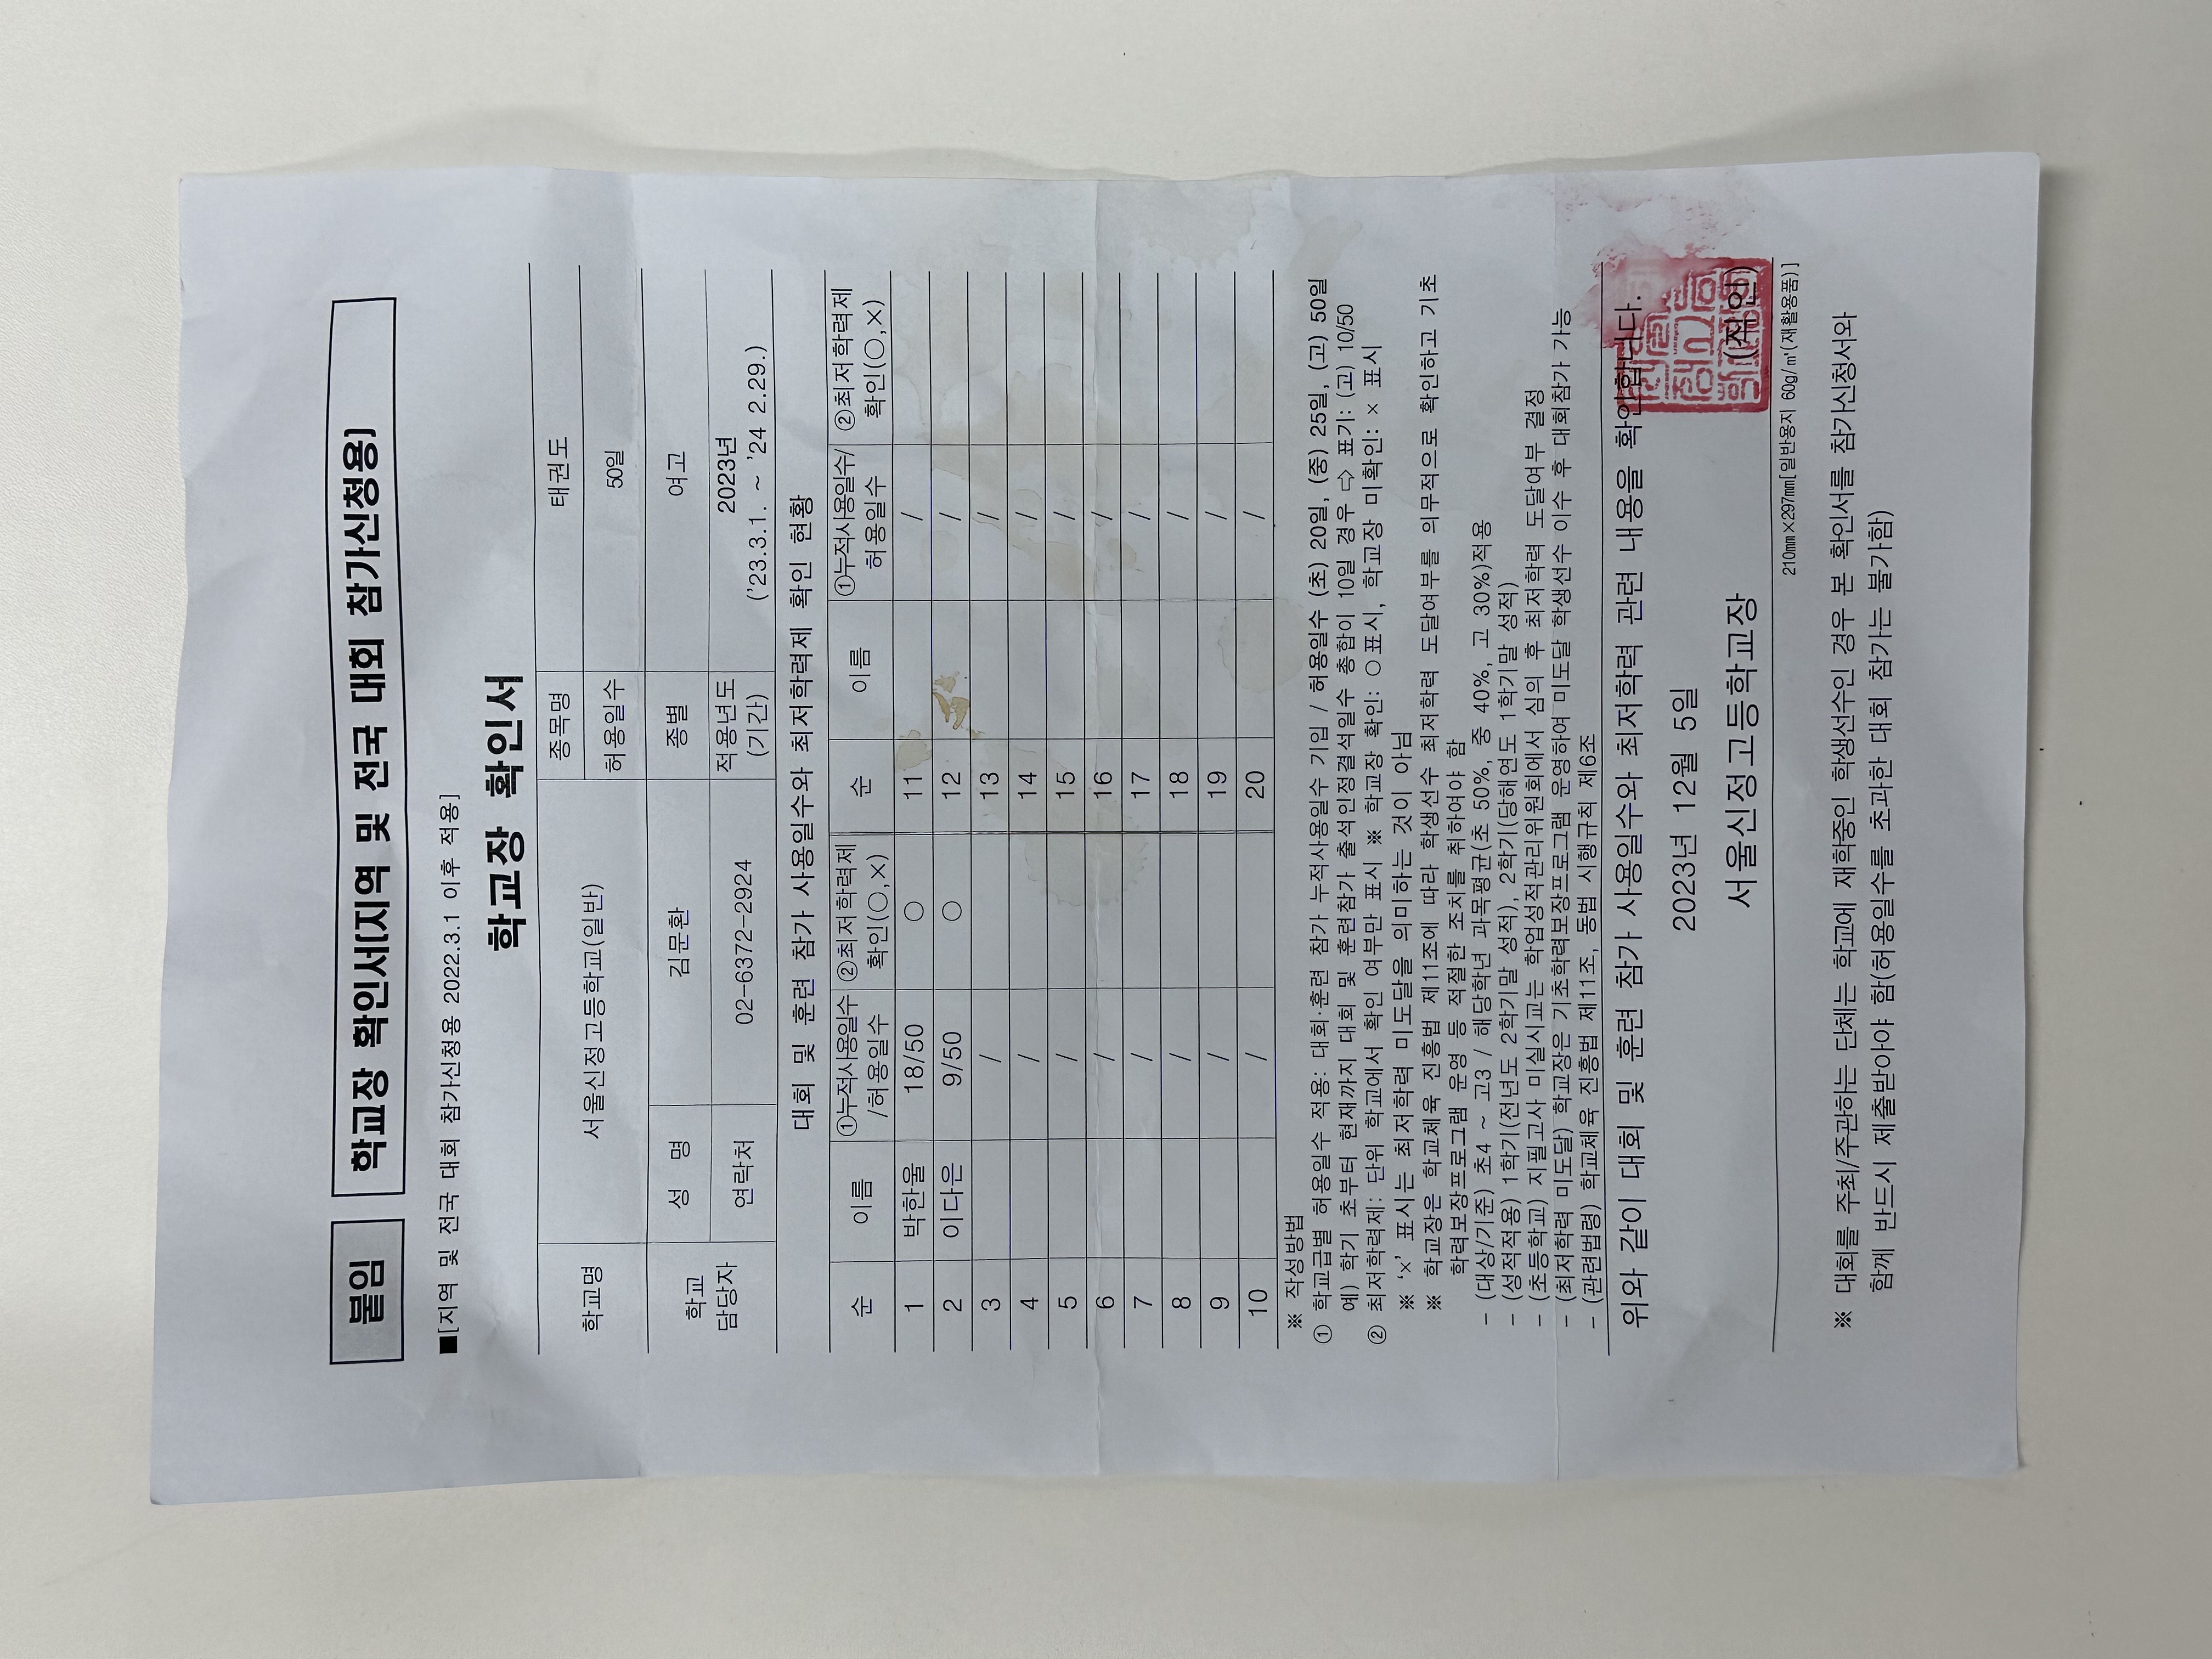 붙임 학교장 확인서[지역 및 전국 대회 참가신청용]
■[지역 및 전국 대회 참가신청용 2022.3.1 이후 적용]
학교장 확인서
학교명 서울신정고등학교(일반) 종목명 태권도
허용일수 50일
학교 담당자 성 명 김문환 종별 여고
연락처 02-6372-2924 적용년도 (기간) 2023년 ('23.3.1. ~ '24 2.29.)
대회 및 훈련 참가 사용일수와 최저학력제 확인 현황
순 이름 ①누적사용일수/허용일수 ②최저학력제 확인(○,×) 순 이름 ①누적사용일수/허용일수 ②최저학력제 확인(○,×)
1 박한울 18/50 ○ 11 /
2 이다은 9/50 ○ 12 /
3 / 13 /
4 / 14 /
5 / 15 /
6 / 16 /
7 / 17 /
8 / 18 /
9 / 19 /
10 / 20 /
※ 작성방법
① 학교급별 허용일수 적용: 대회·훈련 참가 누적사용일수 기입 / 허용일수 (초) 20일, (중) 25일, (고) 50일
예) 학기 초부터 현재까지 대회 및 훈련참가 출석인정결석일수 총합이 10일 경우 ⇨ 표기: (고) 10/50
② 최저학력제: 단위 학교에서 확인 여부만 표시 ※ 학교장 확인: ○표시, 학교장 미확인: × 표시
※ '×' 표시는 최저학력 미도달을 의미하는 것이 아님
※ 학교장은 학교체육 진흥법 제11조에 따라 학생선수 최저학력 도달여부를 의무적으로 확인하고 기초
학력보장프로그램 운영 등 적절한 조치를 취하여야 함
- (대상/기준) 초4 ~ 고3 / 해당학년 과목평균(초 50%, 중 40%, 고 30%)적용
- (성적적용) 1학기(전년도 2학기말 성적), 2학기(당해연도 1학기말 성적)
- (초등학교) 지필고사 미실시교는 학업성적관리위원회에서 심의 후 최저학력 도달여부 결정
- (최저학력 미도달) 학교장은 기초학력보장프로그램 운영하여 미도달 학생선수 이수 후 대회참가 가능
- (관련법령) 학교체육 진흥법 제11조, 동법 시행규칙 제6조
위와 같이 대회 및 훈련 참가 사용일수와 최저학력 관련 내용을 확인합니다.
2023년 12월 5일
서울신정고등학교장 (직인)
210mm×297mm[일반용지 60g/㎡(재활용품)]
※ 대회를 주최/주관하는 단체는 학교에 재학중인 학생선수인 경우 본 확인서를 참가신청서와
함께 반드시 제출받아야 함(허용일수를 초과한 대회 참가는 불가함)